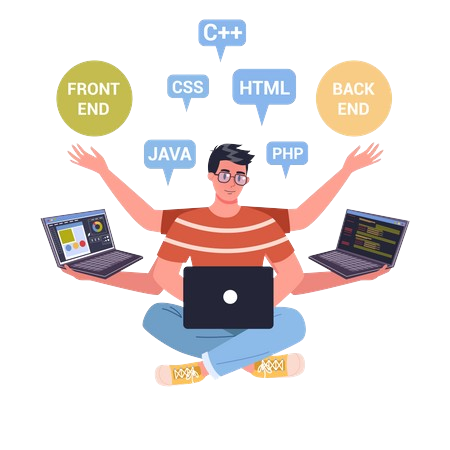 C++
FRONT
END
CSS
HTML
BACK
END
JAVA
PHP